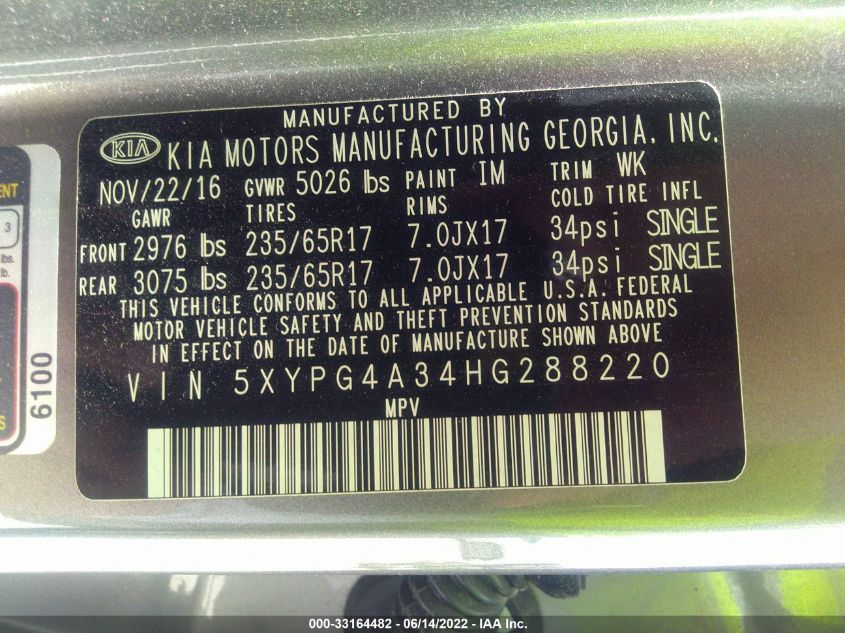 MANUFACTURED BY
KIA KIA MOTORS MANUFACTURING GEORGIA, INC.
NOV/22/16 GVWR 5026 lbs PAINT IM TRIM WK
GAWR TIRES RIMS COLD TIRE INFL
FRONT 2976 lbs 235/65R17 7.0JX17 34psi SINGLE
REAR 3075 lbs 235/65R17 7.0JX17 34psi SINGLE
THIS VEHICLE CONFORMS TO ALL APPLICABLE U.S.A. FEDERAL
MOTOR VEHICLE SAFETY AND THEFT PREVENTION STANDARDS
IN EFFECT ON THE DATE OF MANUFACTURE SHOWN ABOVE
VIN 5XYPG4A34HG288220
MPV
3
lbs.
lb.
6100
000-33164482 - 06/14/2022 - IAA Inc.